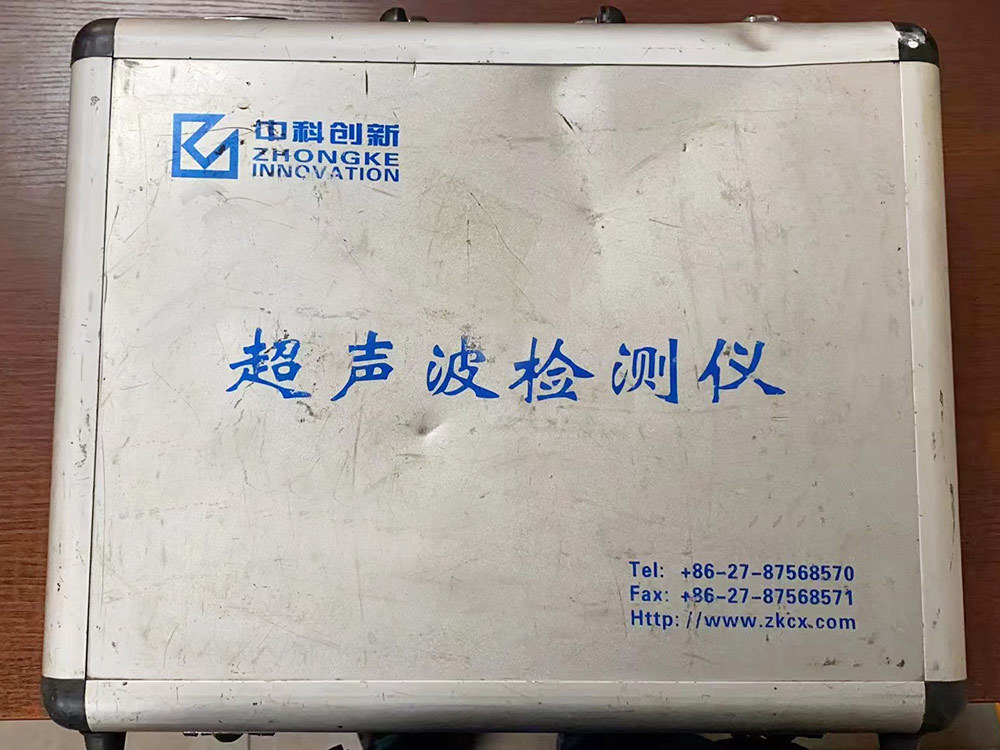 中科创新
ZHONGKE
INNOVATION
超声波检测仪
Tel: +86-27-87568570
Fax: +86-27-87568571
Http://www.zkcx.com